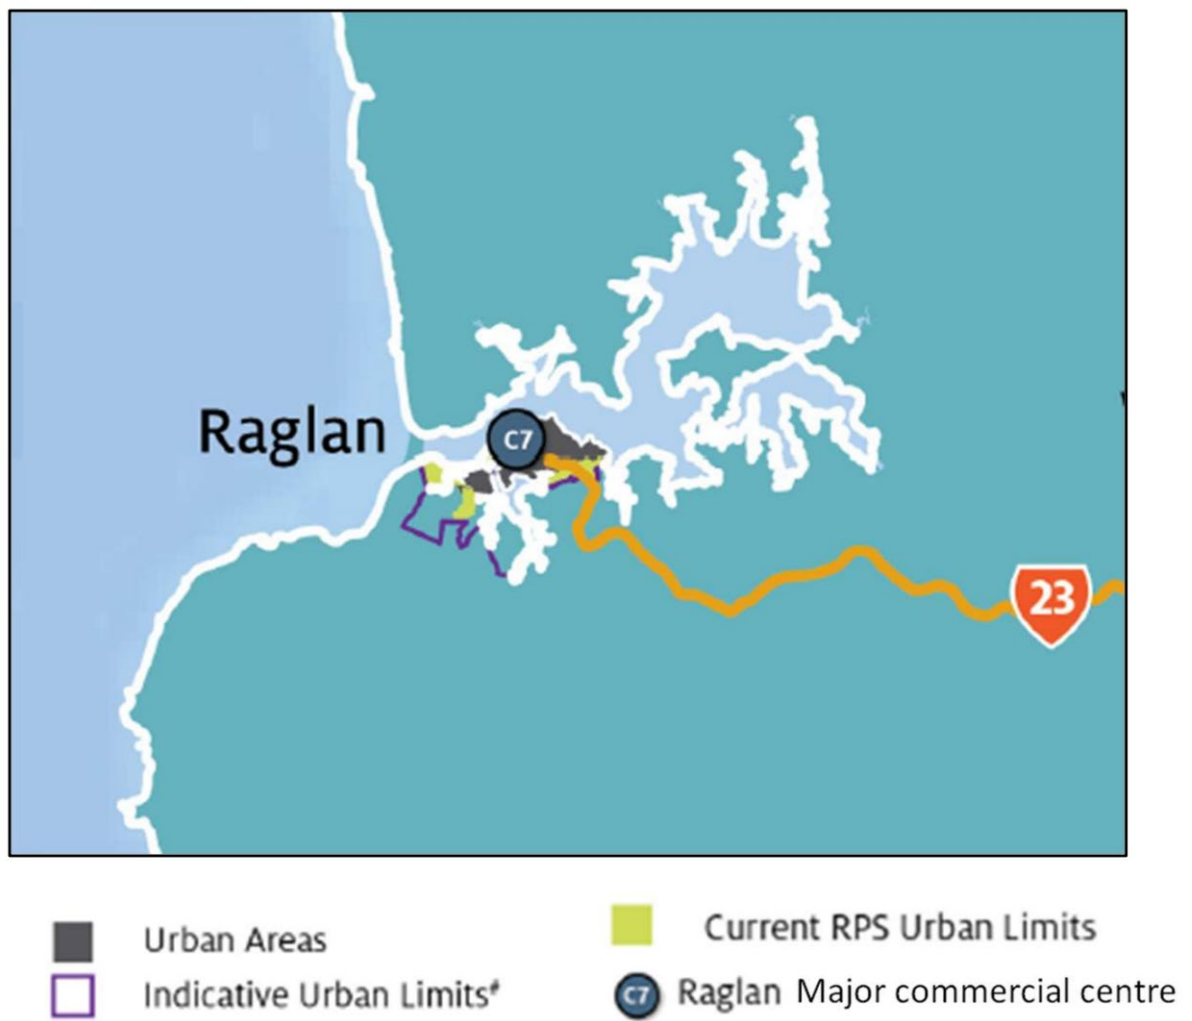 Raglan
C7
23
Urban Areas
Current RPS Urban Limits
Indicative Urban Limits#
C7 Raglan Major commercial centre